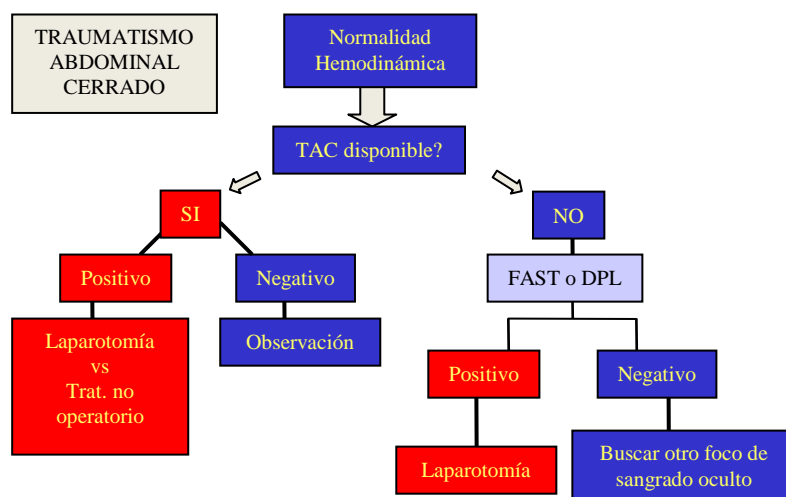 TRAUMATISMO
ABDOMINAL
CERRADO
Normalidad
Hemodinámica
TAC disponible?
SI
NO
Positivo
Negativo
FAST o DPL
Laparotomía
vs
Trat. no
operatorio
Observación
Positivo
Negativo
Laparotomía
Buscar otro foco de
sangrado oculto